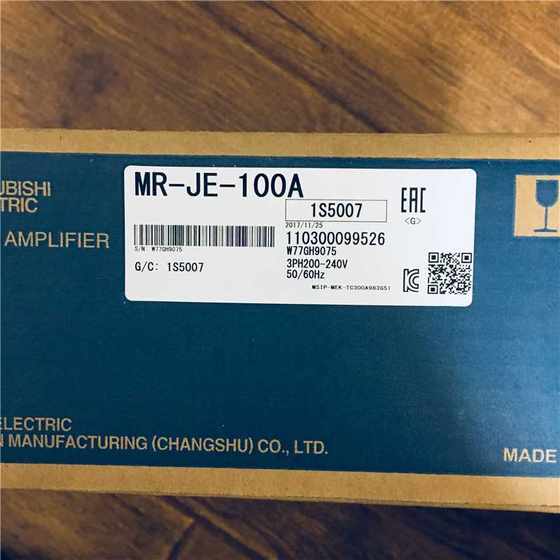 UBISHI
TRIC
AMPLIFIER
MR-JE-100A
1S5007
2017/11/25
110300099526
S/N: W77GH9075
W77GH9075
G/C: 1S5007
3PH200-240V
50/60Hz
EAC
<G>
ELECTRIC
N MANUFACTURING (CHANGSHU) CO., LTD.
MADE